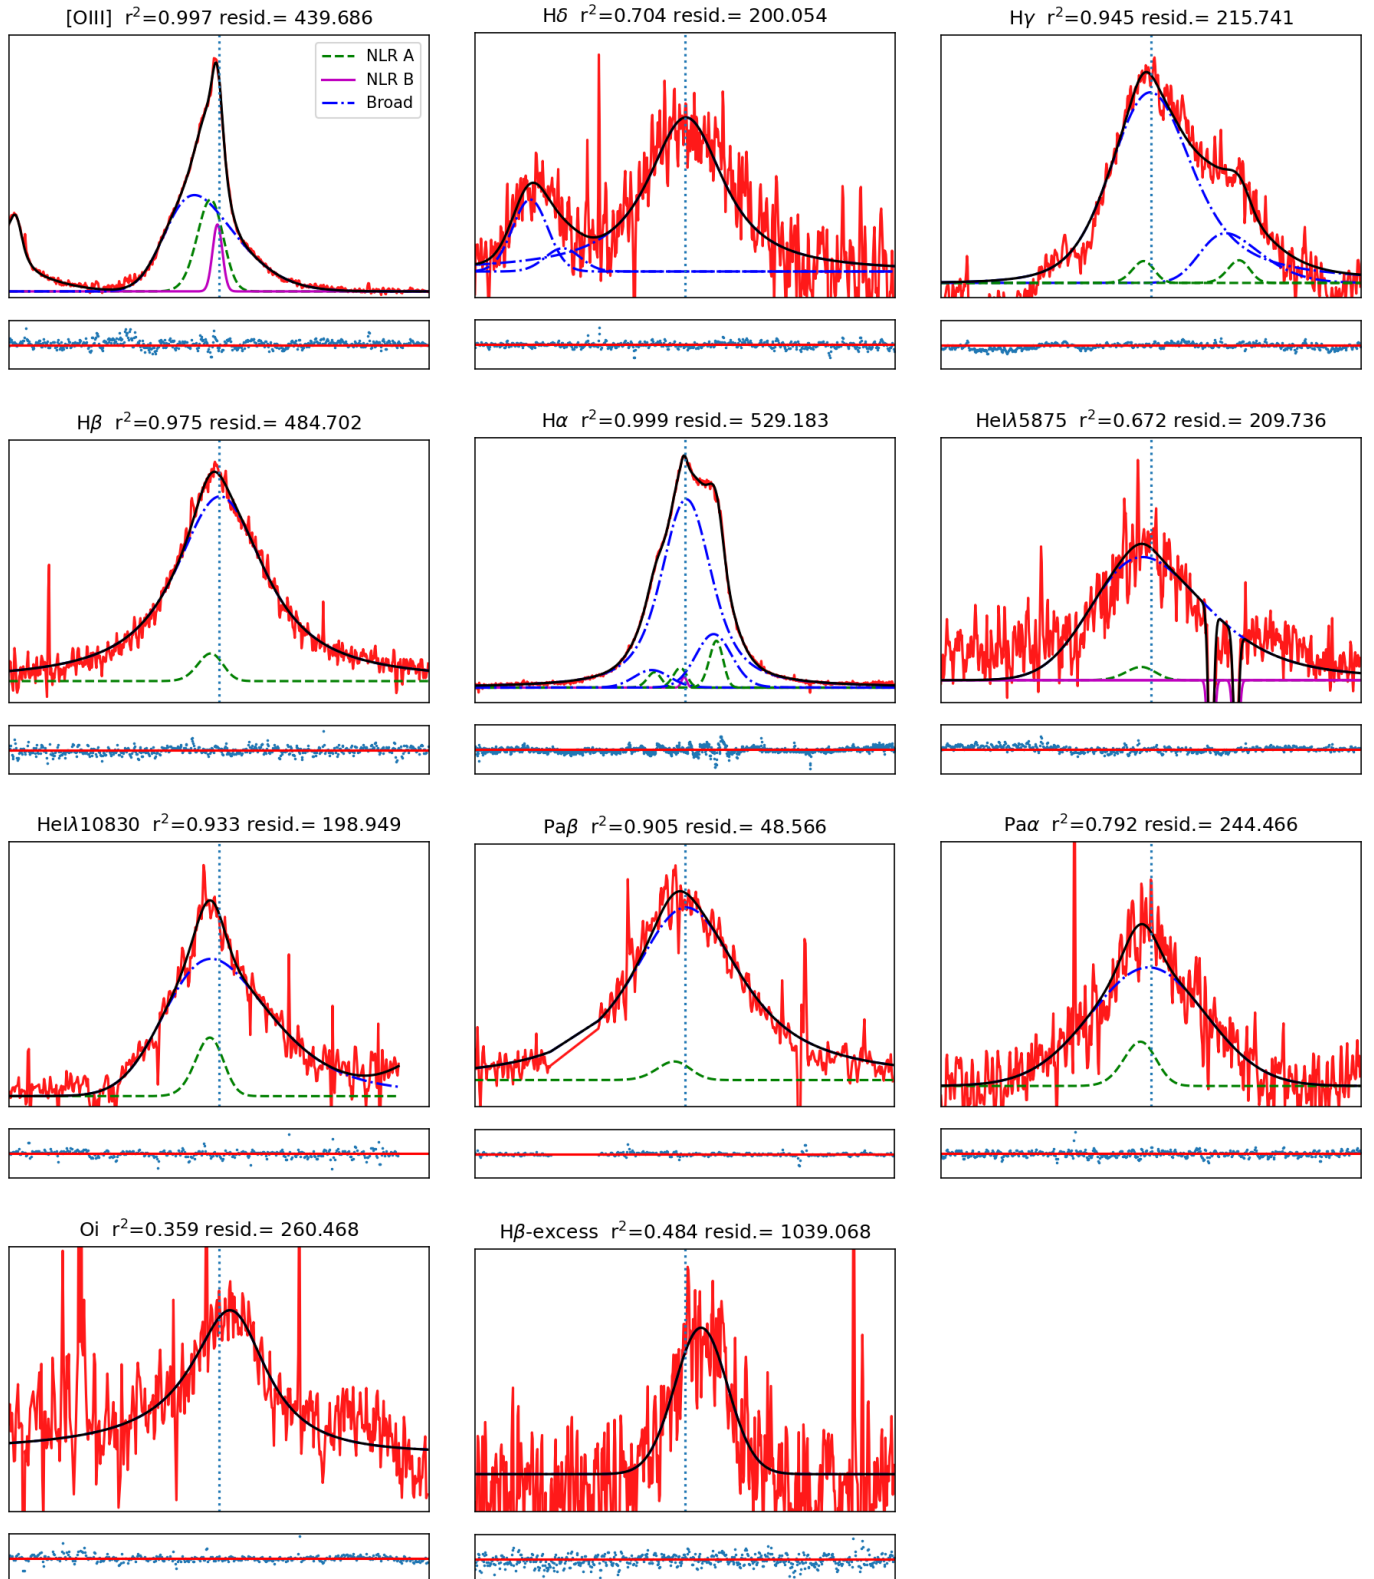 [OIII] r²=0.997 resid.= 439.686
NLR A
NLR B
Broad
Hδ r²=0.704 resid.= 200.054
Hγ r²=0.945 resid.= 215.741
Hβ r²=0.975 resid.= 484.702
Hα r²=0.999 resid.= 529.183
HeIλ5875 r²=0.672 resid.= 209.736
HeIλ10830 r²=0.933 resid.= 198.949
Paβ r²=0.905 resid.= 48.566
Paα r²=0.792 resid.= 244.466
Oi r²=0.359 resid.= 260.468
Hβ-excess r²=0.484 resid.= 1039.068